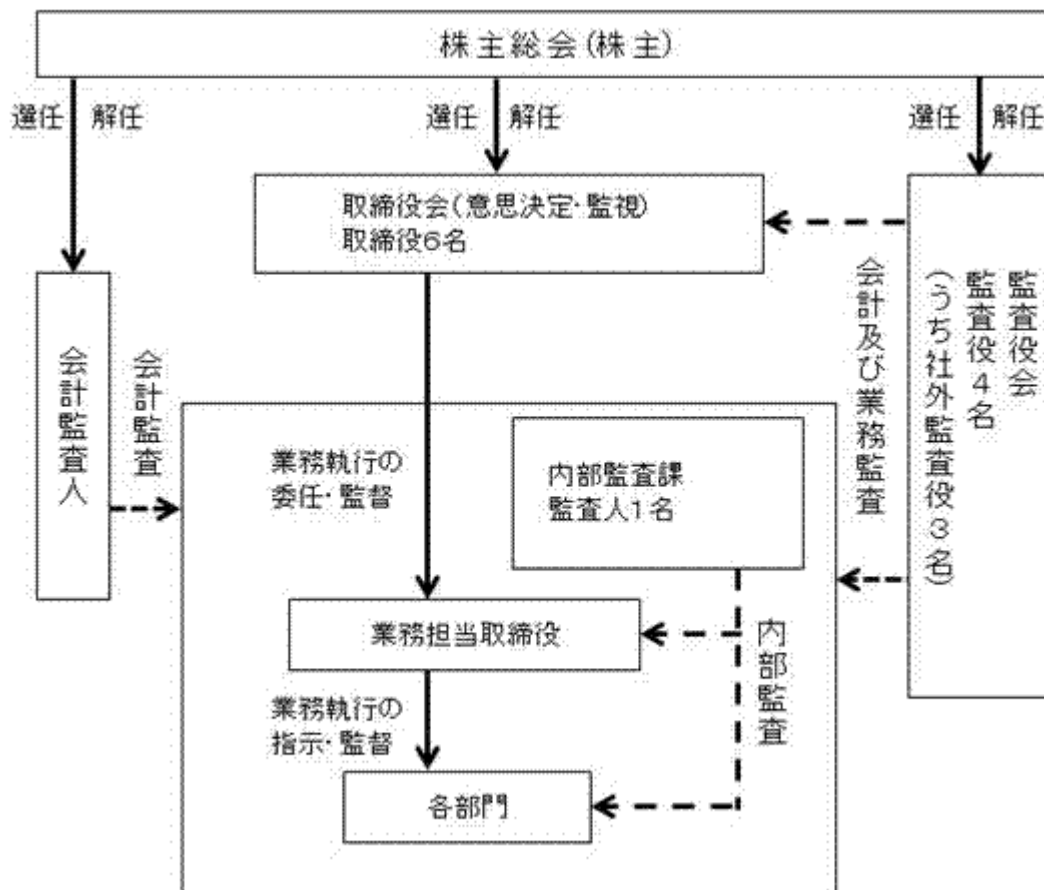 株主総会(株主)
選任 解任
選任 解任
選任 解任
取締役会(意思決定・監視)
取締役6名
監査役会
監査役4名
(うち社外監査役3名)
会計及び業務監査
会計監査人
会計監査
業務執行の
委任・監督
内部監査課
監査人1名
業務担当取締役
内部監査
業務執行の
指示・監督
各部門